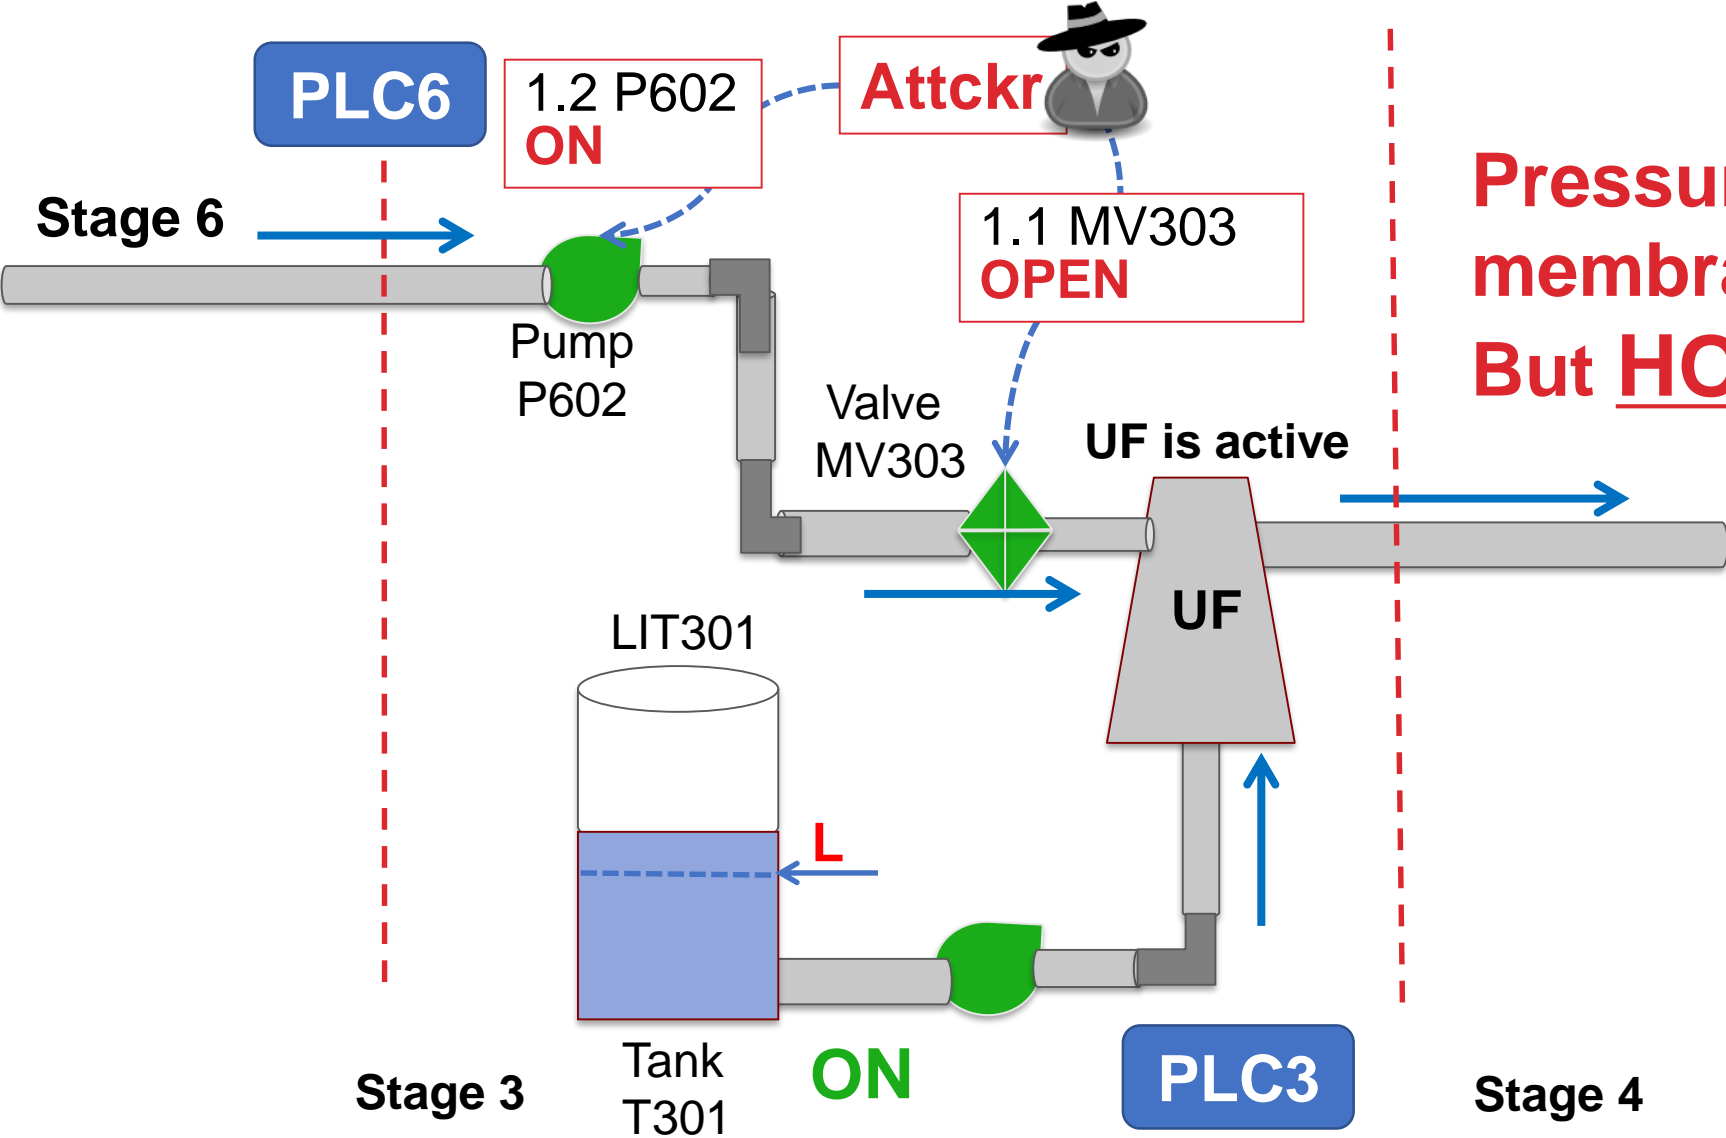 PLC6
1.2 P602
ON
Attckr
Stage 6
1.1 MV303
OPEN
Pump
P602
Valve
MV303
UF is active
But
UF
LIT301
L
Tank
T301
ON
PLC3
Stage 3
Stage 4